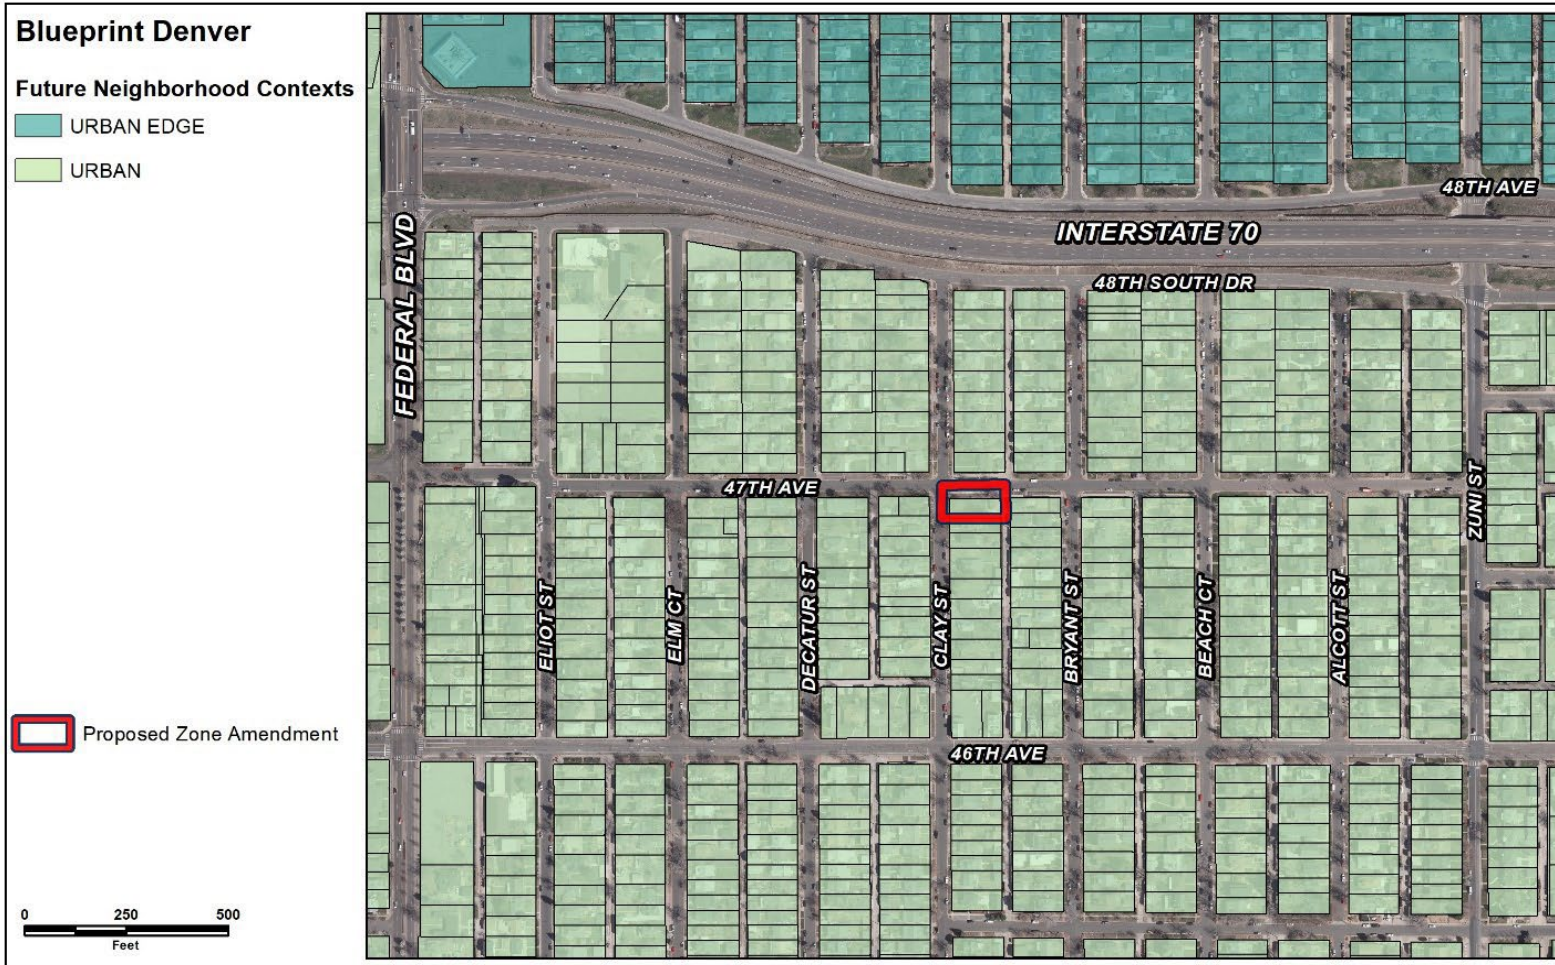 Blueprint Denver
Future Neighborhood Contexts
URBAN EDGE
URBAN
Proposed Zone Amendment
0 250 500
Feet
48TH AVE
INTERSTATE 70
48TH SOUTH DR
FEDERAL BLVD
47TH AVE
ZUNI ST
ELIOT ST
ELM CT
DECATUR ST
CLAY ST
BRYANT ST
BEACH CT
ALCOTT ST
46TH AVE